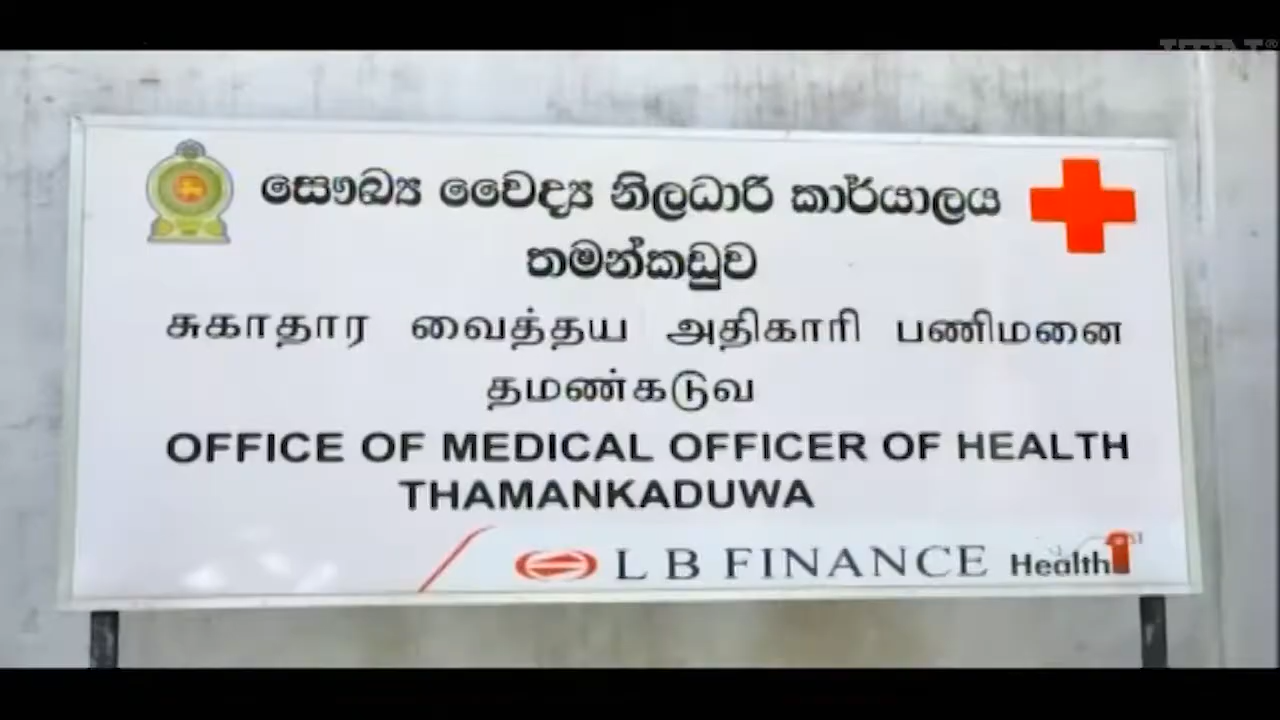 සෞඛ්‍ය වෛද්‍ය නිලධාරි කාර්යාලය
තමන්කඩුව
சுகாதார வைத்தய அதிகாரி பணிமனை
தமண்கடுவ
OFFICE OF MEDICAL OFFICER OF HEALTH
THAMANKADUWA
L B FINANCE Health 1st